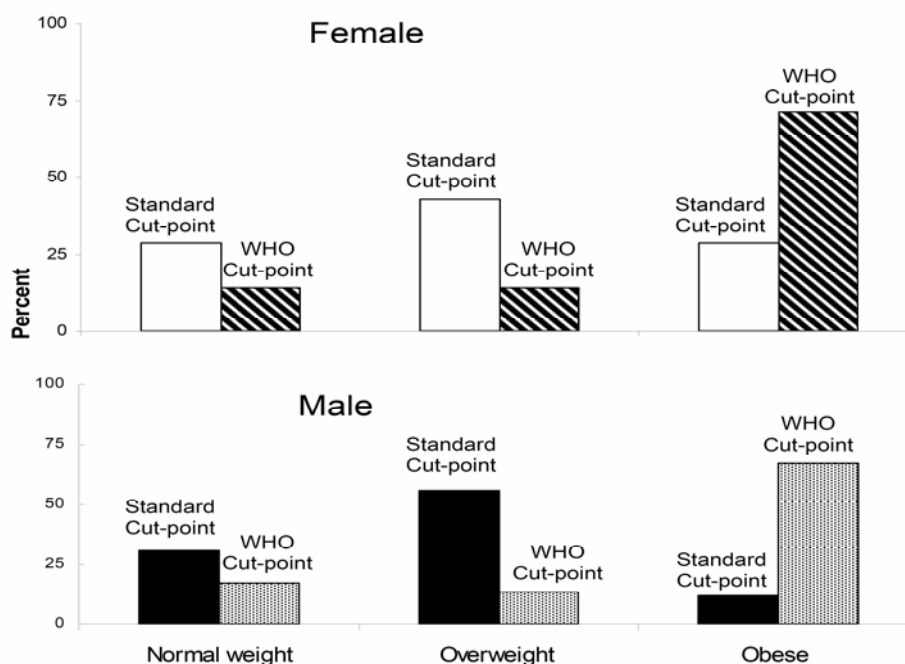 Female
100
75
50
25
0
Percent
Standard
Cut-point
WHO
Cut-point
Standard
Cut-point
WHO
Cut-point
Standard
Cut-point
WHO
Cut-point
Male
100
75
50
25
0
Standard
Cut-point
WHO
Cut-point
Standard
Cut-point
WHO
Cut-point
Standard
Cut-point
WHO
Cut-point
Normal weight
Overweight
Obese